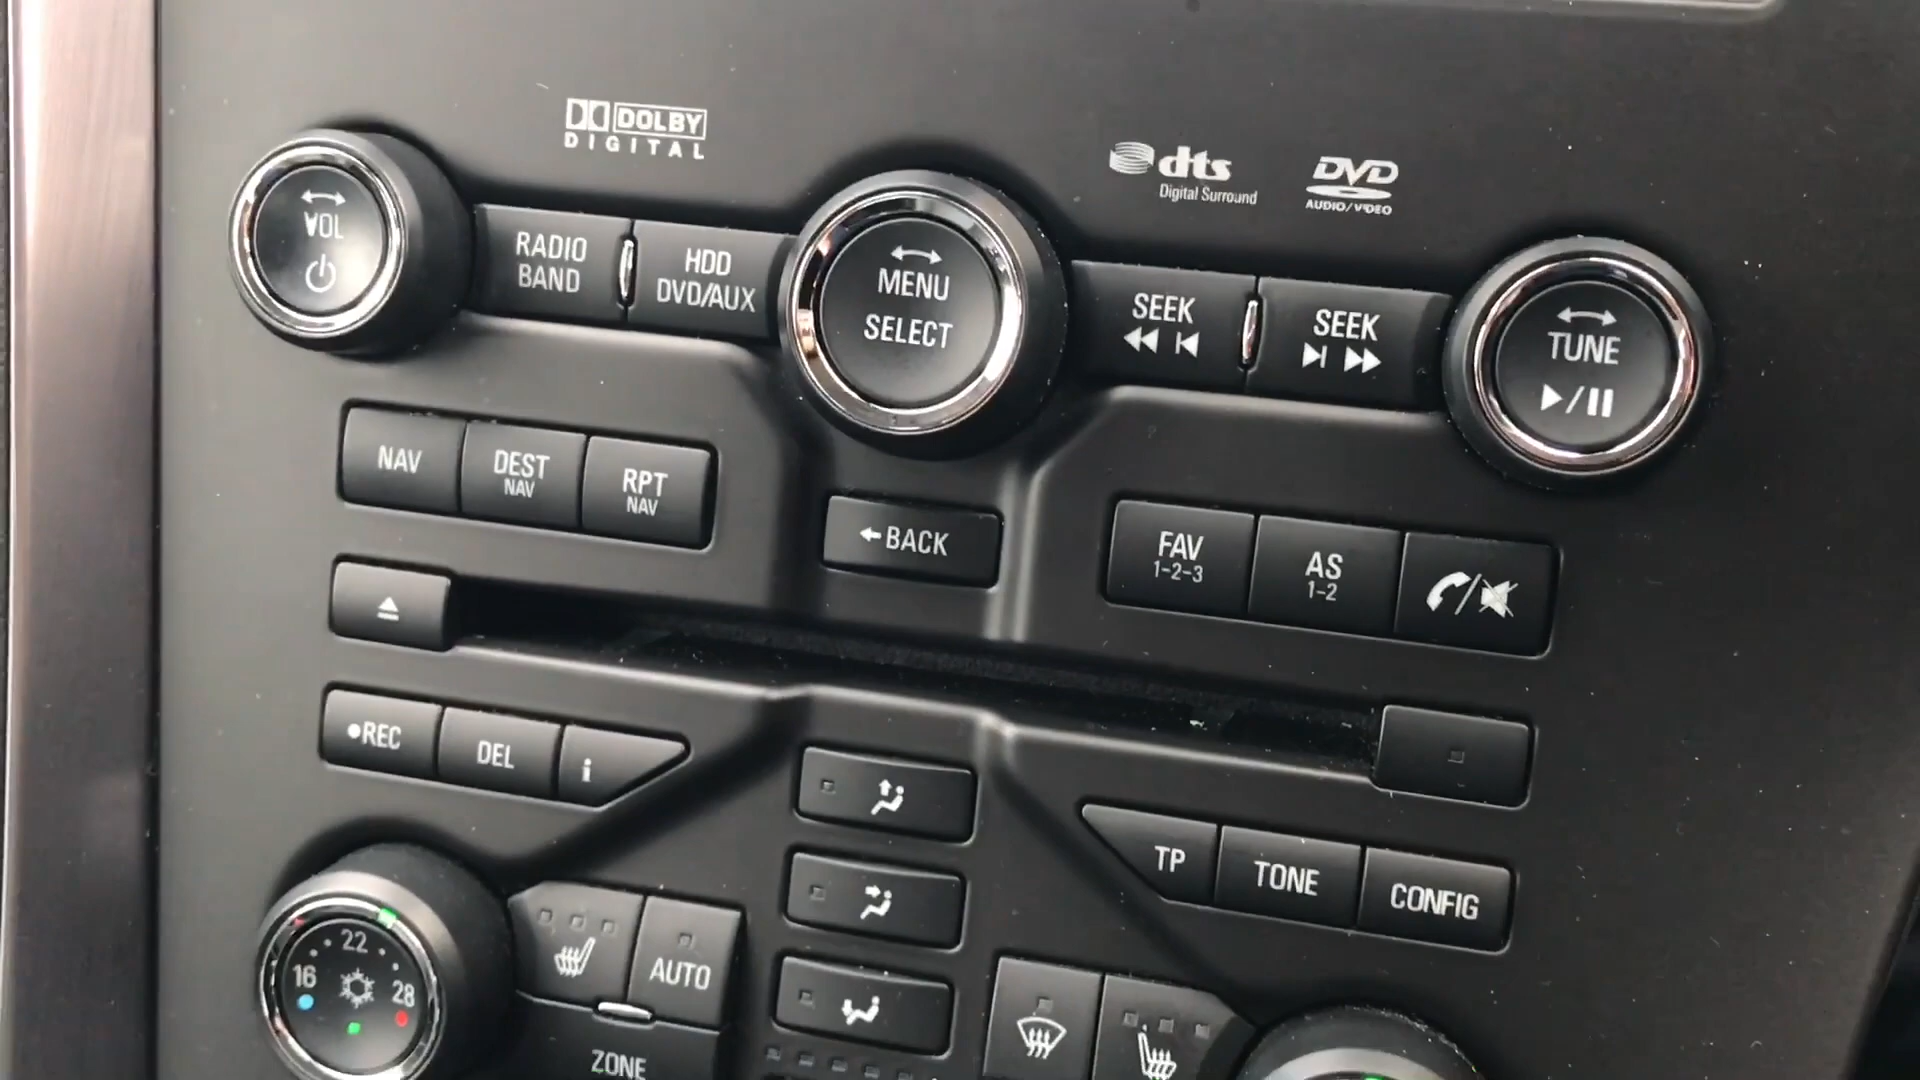 DOLBY
DIGITAL
dts
Digital Surround
DVD
AUDIO/VIDEO
VOL
RADIO
BAND
HDD
DVD/AUX
MENU
SELECT
SEEK
SEEK
TUNE
NAV
DEST
NAV
RPT
NAV
BACK
FAV
1-2-3
AS
1-2
REC
DEL
i
TP
TONE
CONFIG
22
16
28
AUTO
ZONE